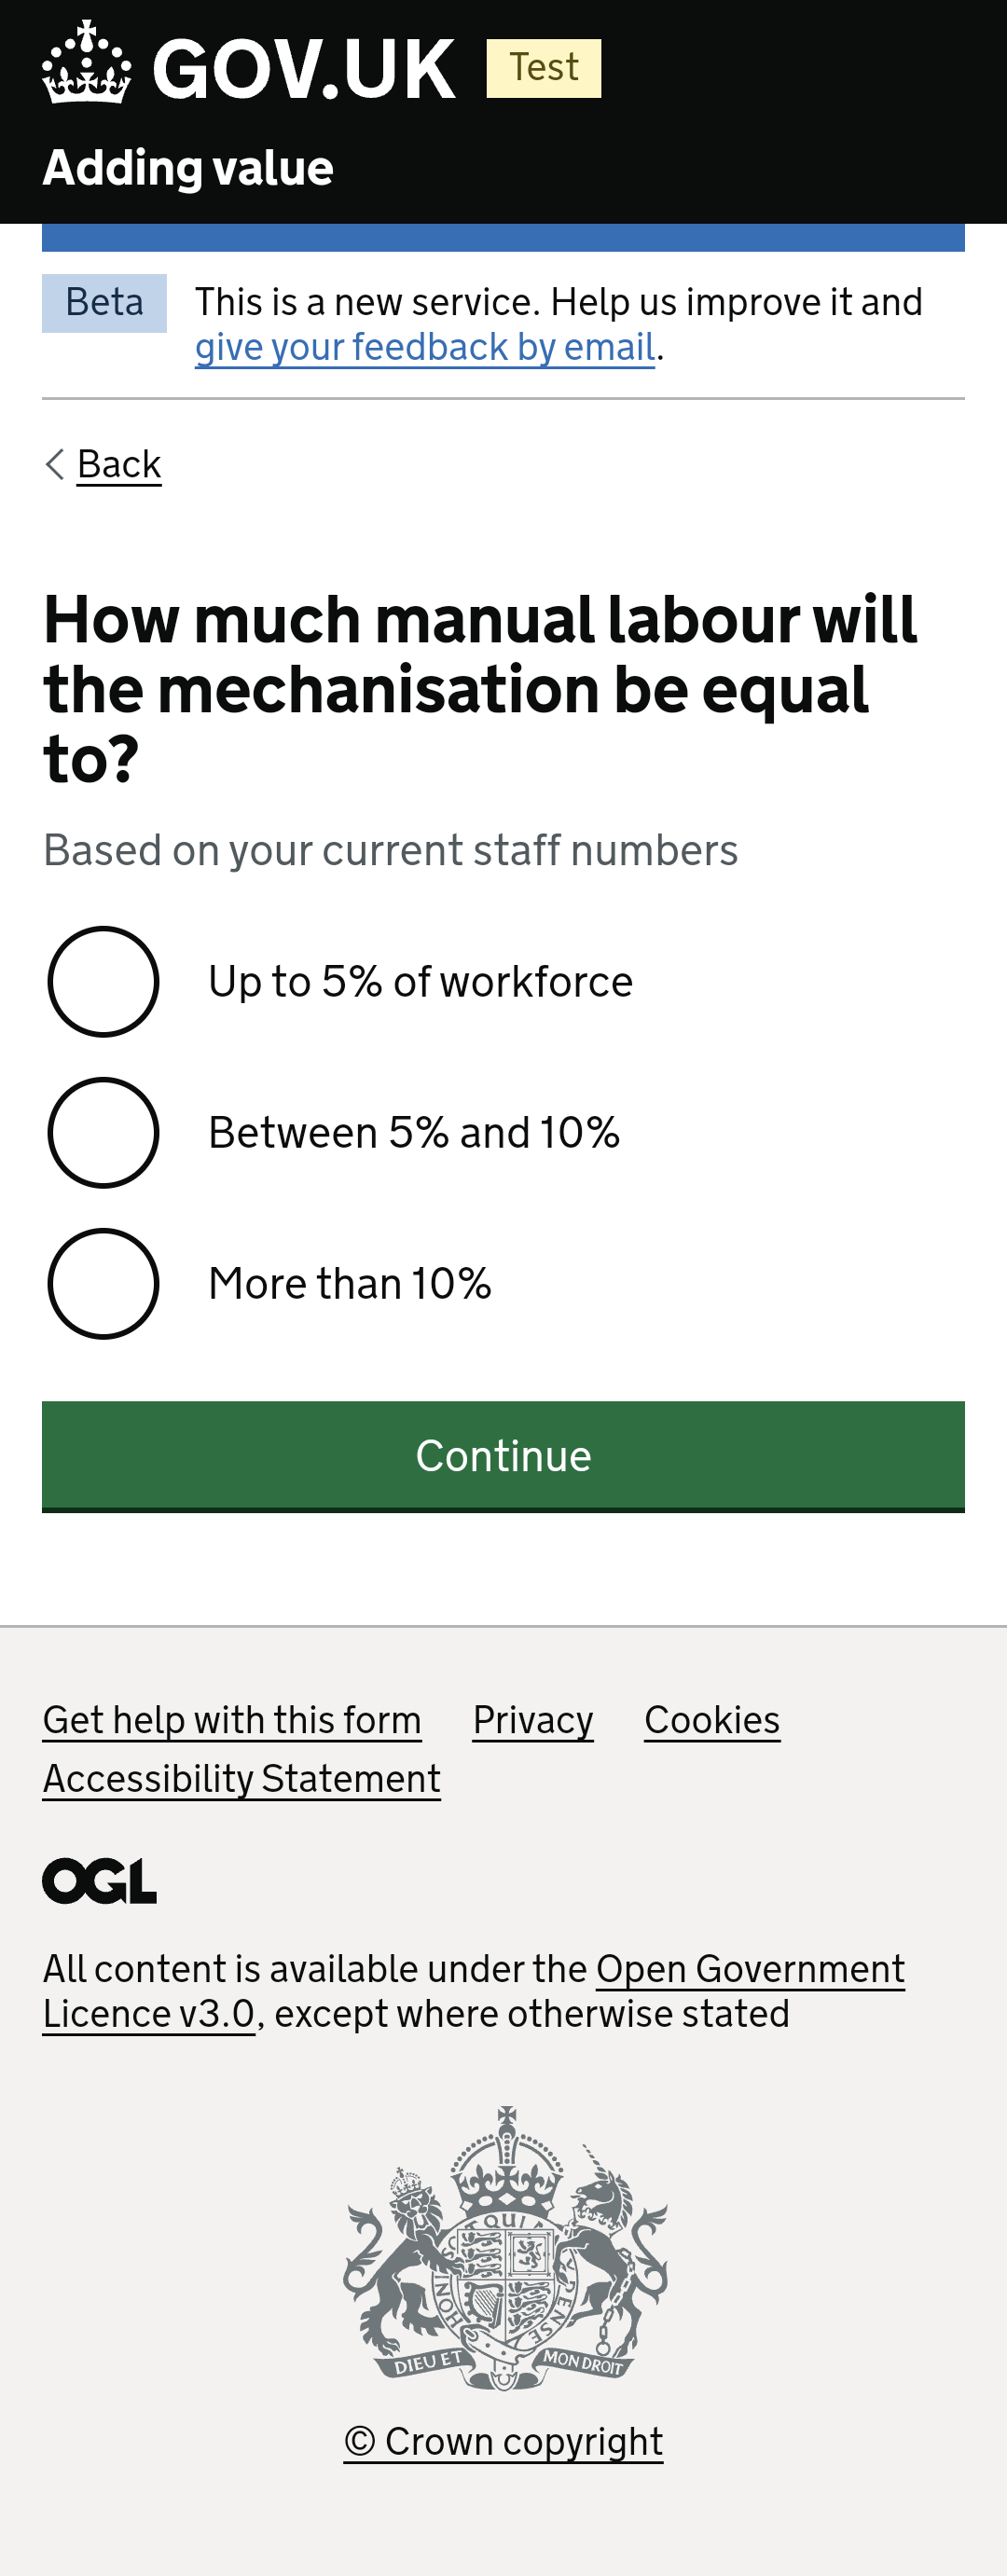 GOV.UK Test
Adding value
Beta
This is a new service. Help us improve it and
give your feedback by email.
Back
How much manual labour will
the mechanisation be equal
to?
Based on your current staff numbers
Up to 5% of workforce
Between 5% and 10%
More than 10%
Continue
Get help with this form Privacy Cookies
Accessibility Statement
OGL
All content is available under the Open Government
Licence v3.0, except where otherwise stated
DIEU ET MON DROIT
© Crown copyright